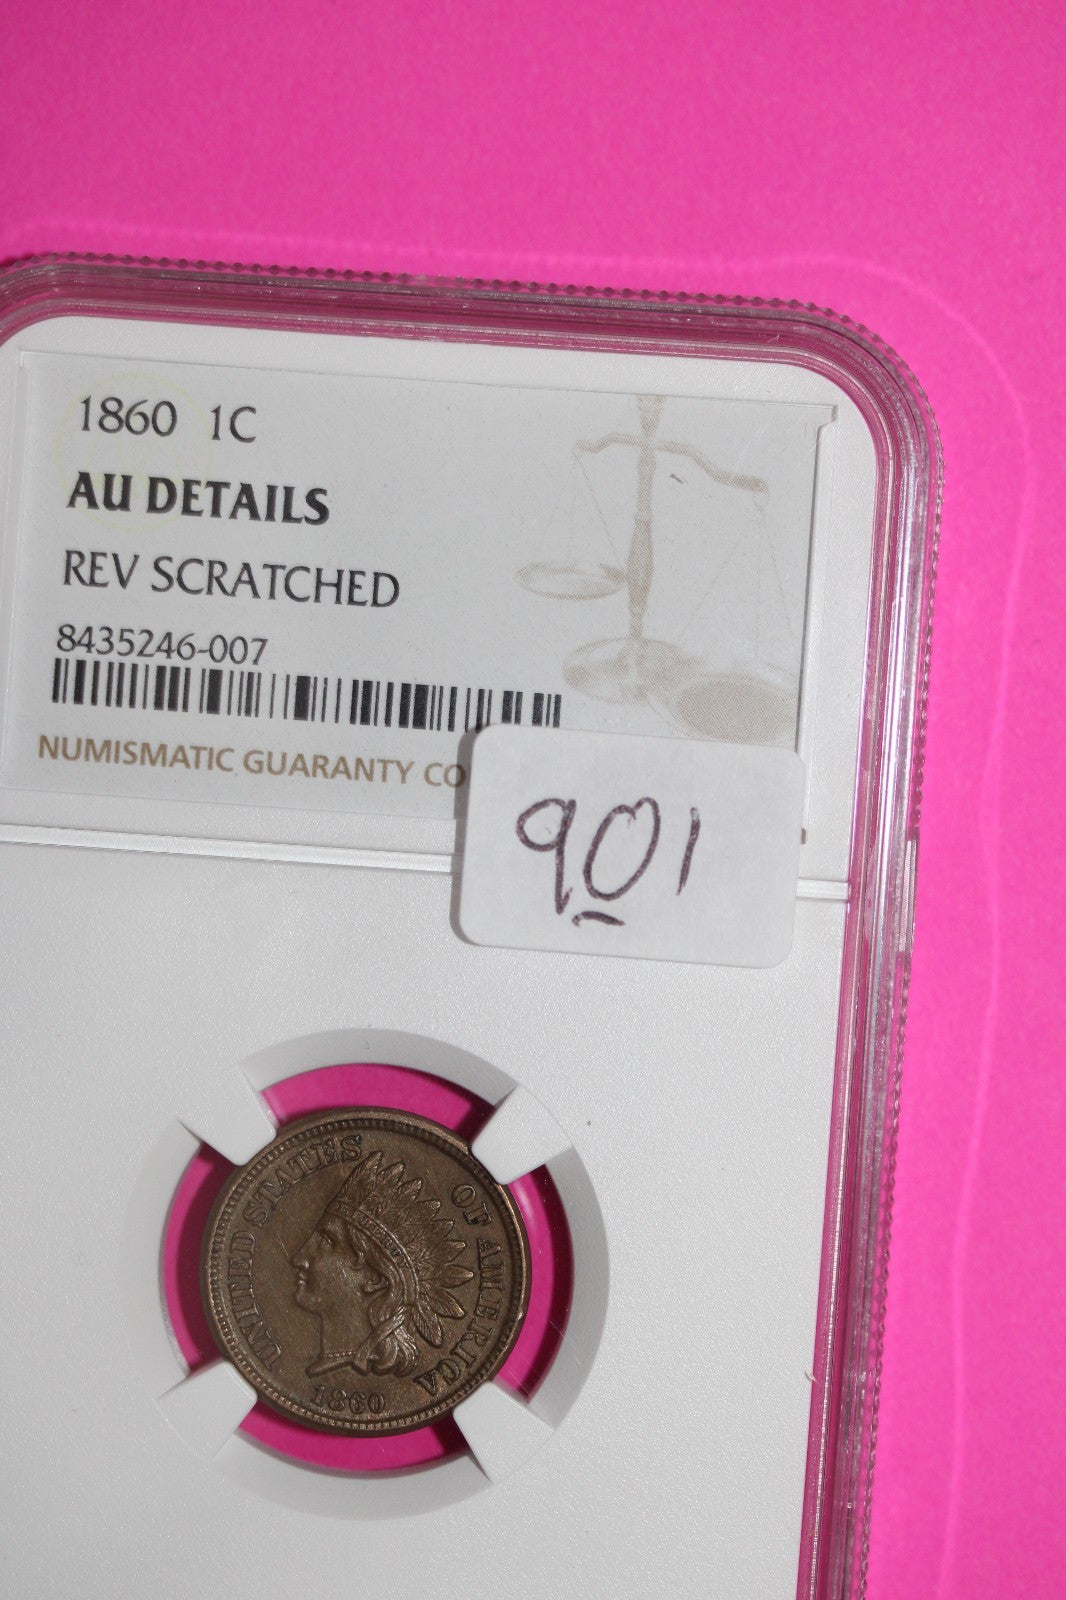 1860 1C
AU DETAILS
REV SCRATCHED
8435246-007
NUMISMATIC GUARANTY CO
901
UNITED STATES OF AMERICA
1860